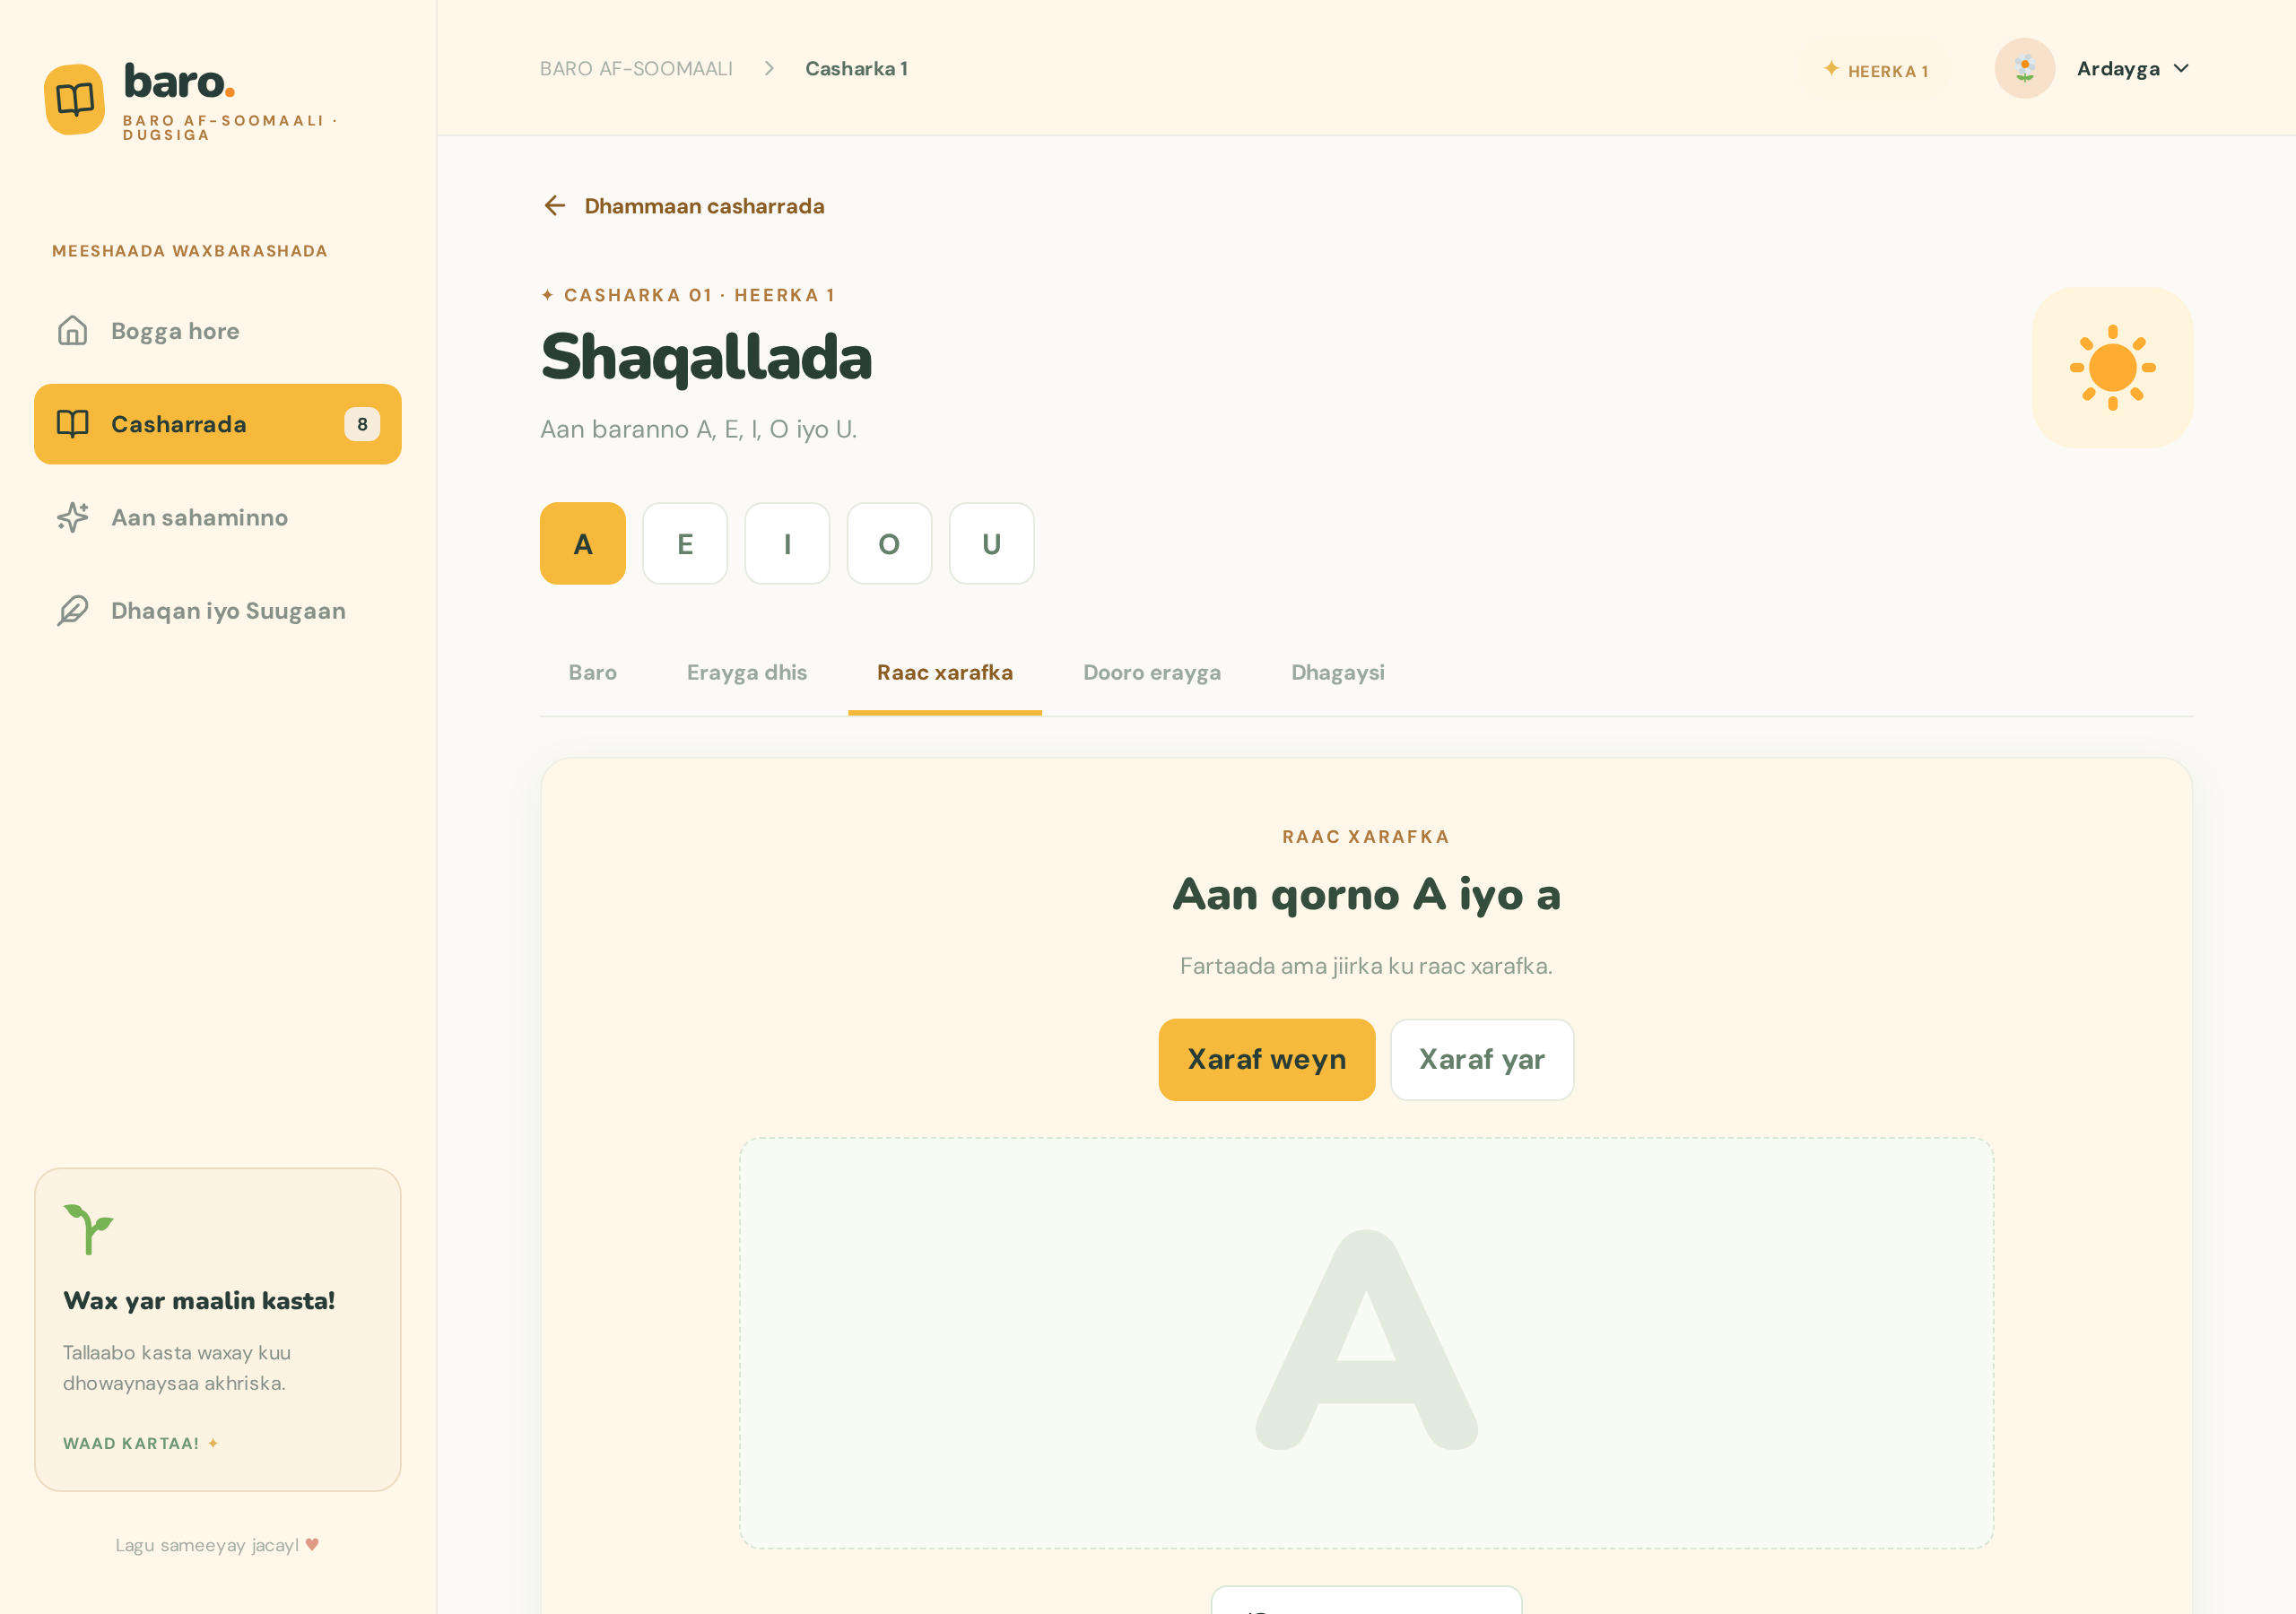 baro.
BARO AF-SOOMAALI ·
DUGSIGA
MEESHAADA WAXBARASHADA
Bogga hore
Casharrada 8
Aan sahaminno
Dhaqan iyo Suugaan
Wax yar maalin kasta!
Tallaabo kasta waxay kuu
dhowaynaysaa akhriska.
WAAD KARTAA! ✦
Lagu sameeyay jacayl ♥
BARO AF-SOOMAALI > Casharka 1
✦ HEERKA 1
Ardayga
← Dhammaan casharrada
✦ CASHARKA 01 · HEERKA 1
Shaqallada
Aan baranno A, E, I, O iyo U.
A E I O U
Baro Erayga dhis Raac xarafka Dooro erayga Dhagaysi
RAAC XARAFKA
Aan qorno A iyo a
Fartaada ama jiirka ku raac xarafka.
Xaraf weyn Xaraf yar
A